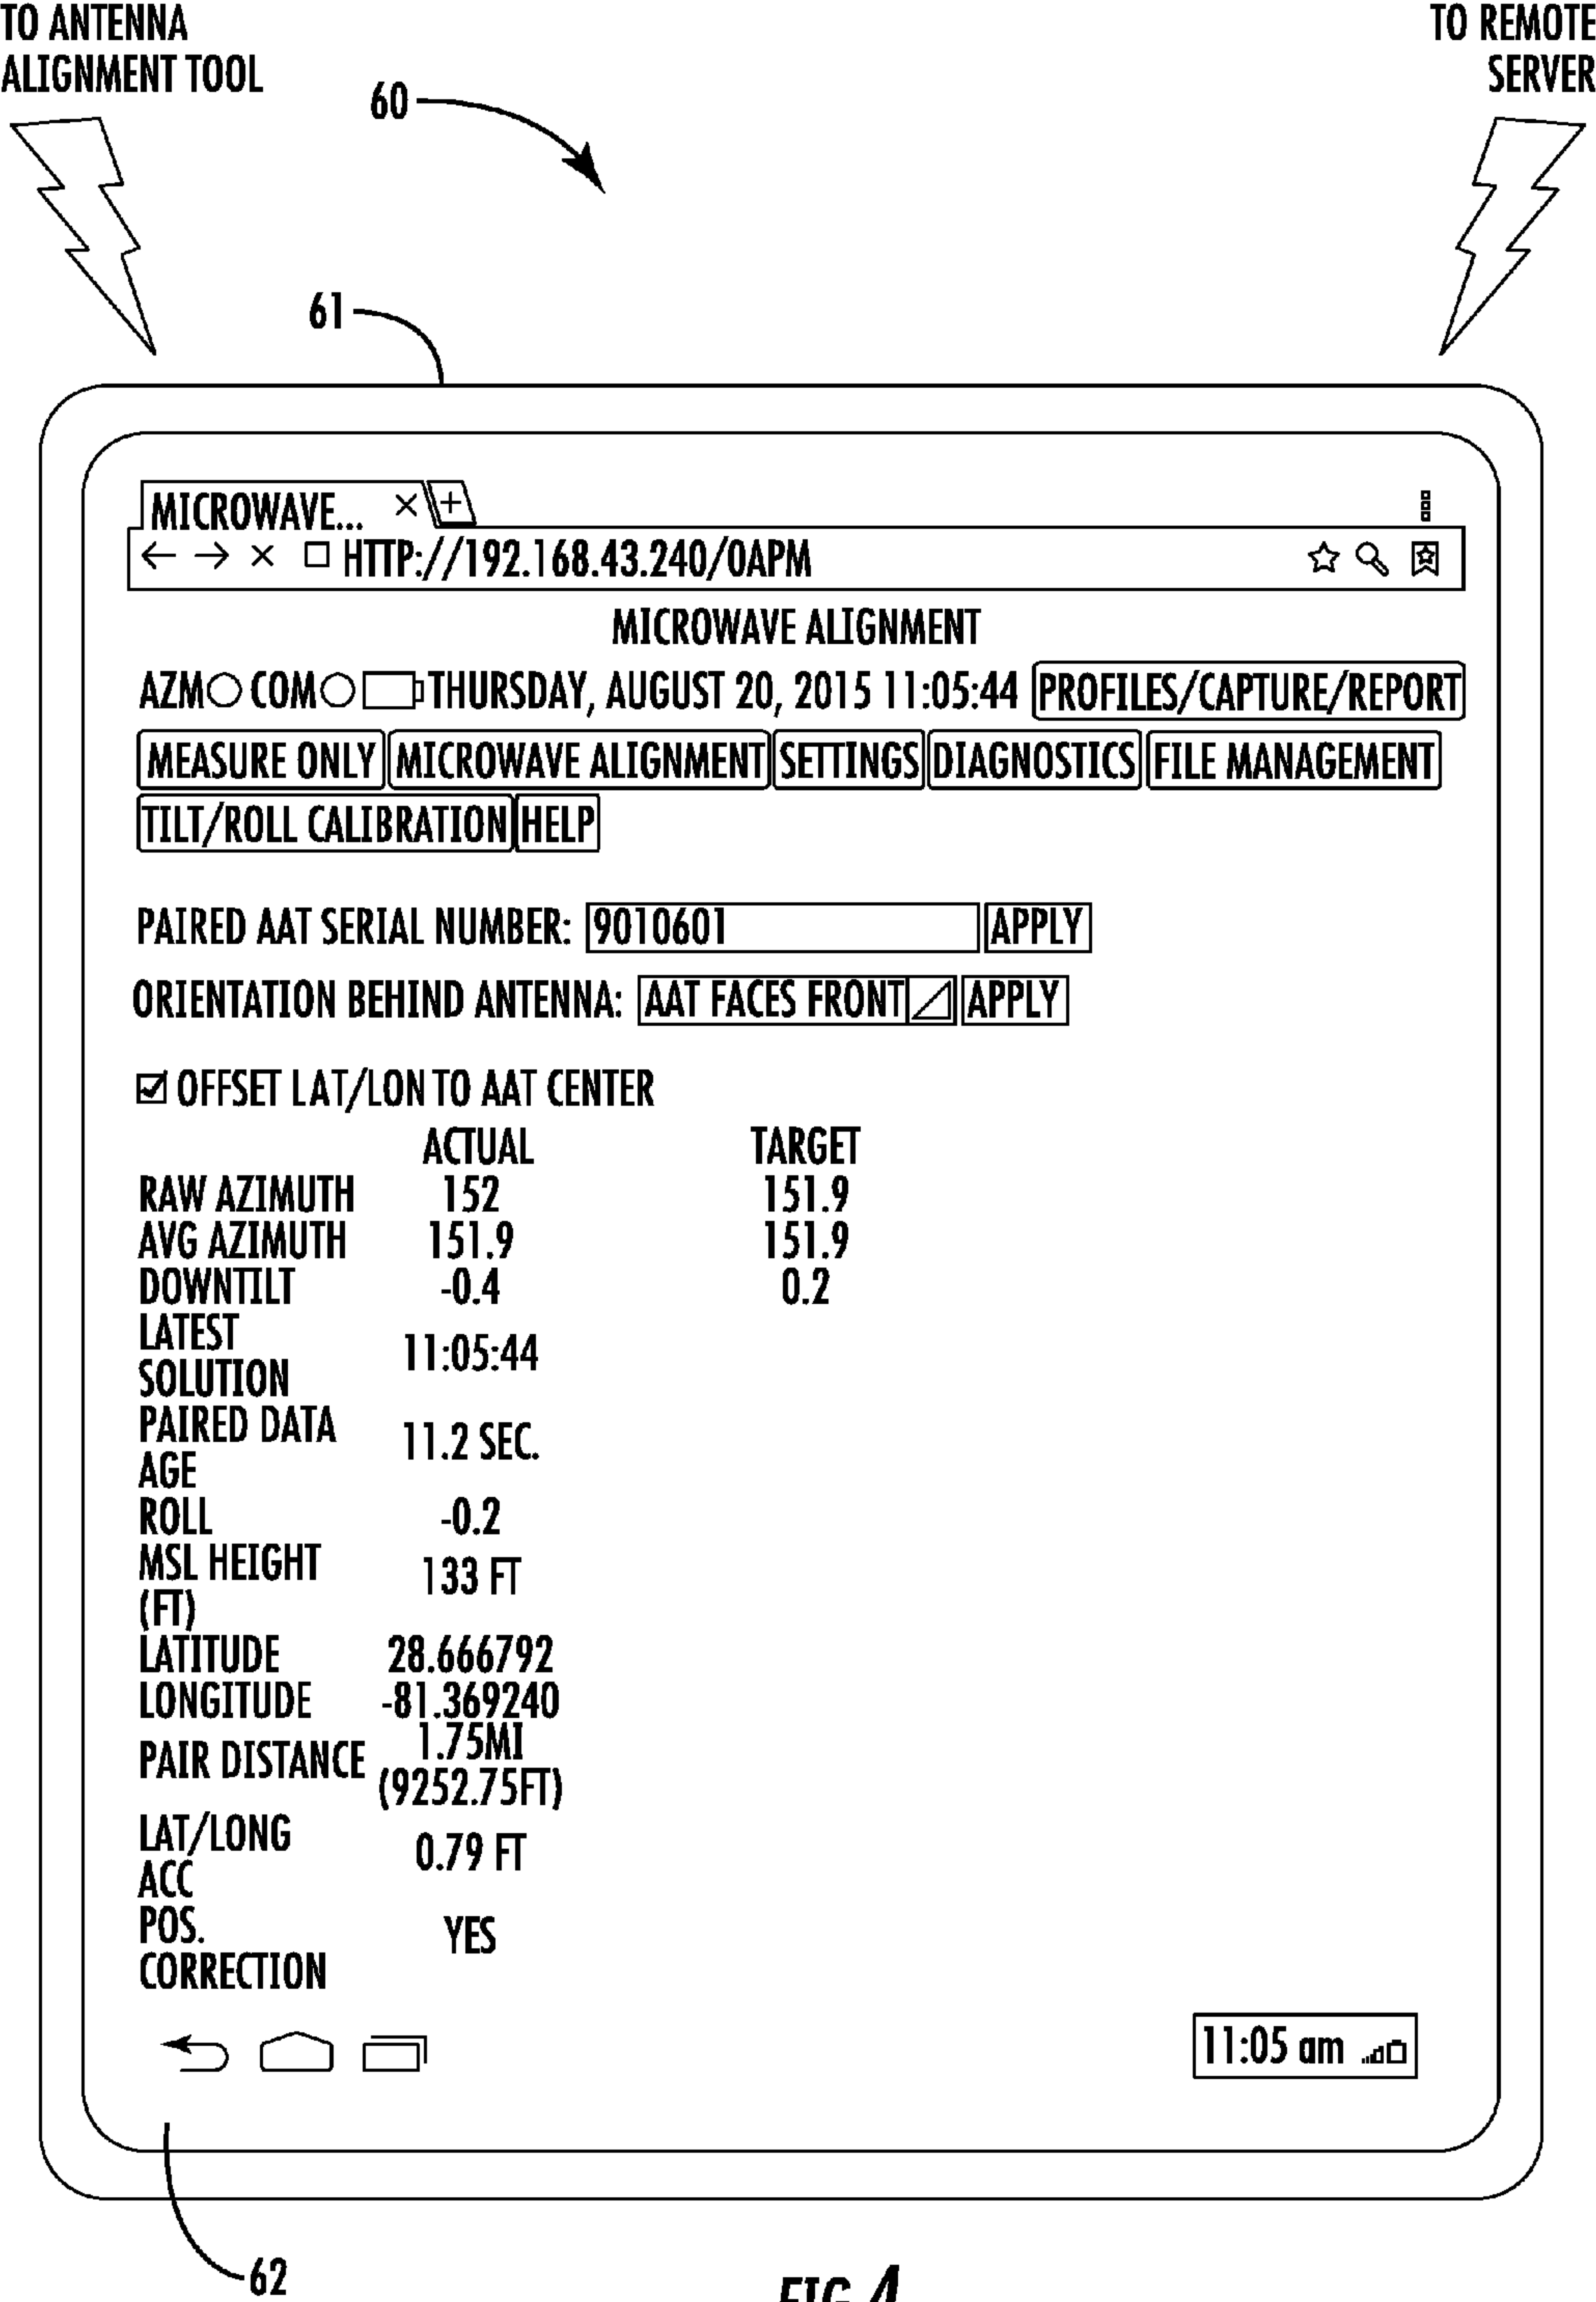 TO ANTENNA
ALIGNMENT TOOL
TO REMOTE
SERVER
60
61
MICROWAVE...
HTTP://192.168.43.240/0APM
MICROWAVE ALIGNMENT
AZM COM THURSDAY, AUGUST 20, 2015 11:05:44 PROFILES/CAPTURE/REPORT
MEASURE ONLY MICROWAVE ALIGNMENT SETTINGS DIAGNOSTICS FILE MANAGEMENT
TILT/ROLL CALIBRATION HELP
PAIRED AAT SERIAL NUMBER: 9010601 APPLY
ORIENTATION BEHIND ANTENNA: AAT FACES FRONT APPLY
OFFSET LAT/LON TO AAT CENTER
ACTUAL TARGET
RAW AZIMUTH 152 151.9
AVG AZIMUTH 151.9 151.9
DOWNTILT -0.4 0.2
LATEST
SOLUTION
11:05:44
PAIRED DATA
AGE
11.2 SEC.
ROLL -0.2
MSL HEIGHT
(FT)
133 FT
LATITUDE 28.666792
LONGITUDE -81.369240
PAIR DISTANCE
1.75MI
(9252.75FT)
LAT/LONG
ACC
0.79 FT
POS.
CORRECTION
YES
11:05 am
62
FIG. 4